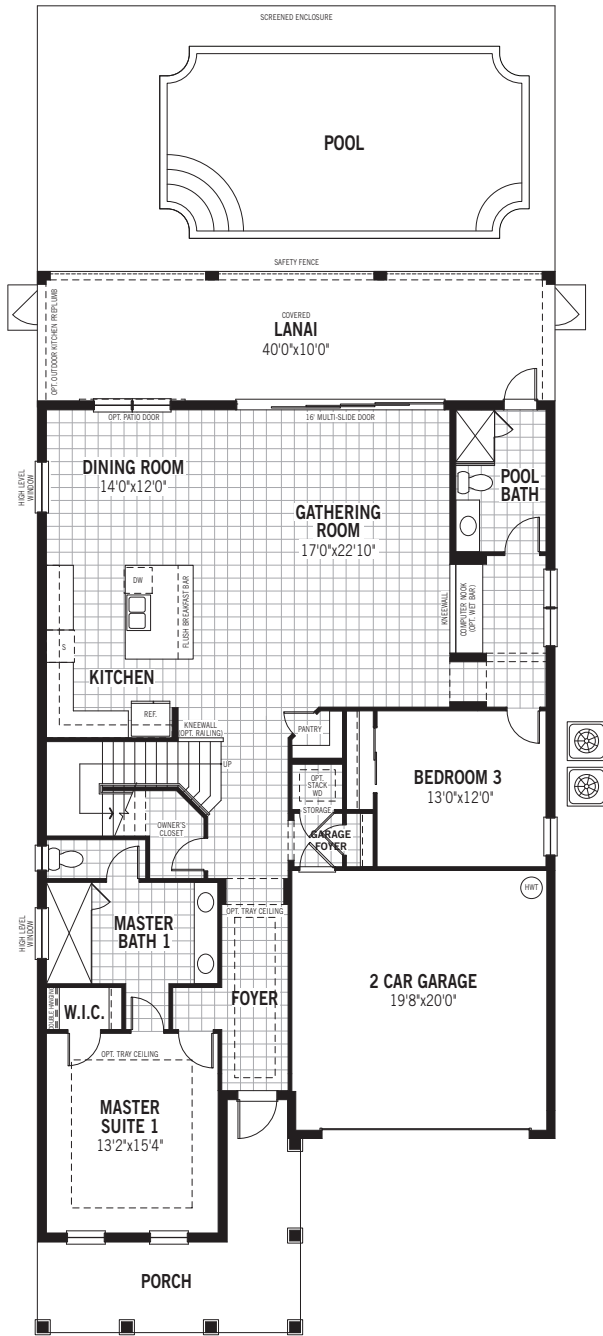 SCREENED ENCLOSURE
POOL
SAFETY FENCE
OPT. OUTDOOR KITCHEN PREPLUMB
COVERED
LANAI
40'0"x10'0"
OPT. PATIO DOOR
16' MULTI-SLIDE DOOR
HIGH LEVEL
WINDOW
DINING ROOM
14'0"x12'0"
GATHERING
ROOM
17'0"x22'10"
POOL
BATH
DW
FLUSH BREAKFAST BAR
KNEEWALL
COMPUTER NOOK
(OPT. WET BAR)
S
KITCHEN
REF.
KNEEWALL
(OPT. RAILING)
PANTRY
UP
OPT.
STACK
WD
STORAGE
BEDROOM 3
13'0"x12'0"
OWNER'S
CLOSET
GARAGE
FOYER
HWT
HIGH LEVEL
WINDOW
MASTER
BATH 1
OPT. TRAY CEILING
2 CAR GARAGE
19'8"x20'0"
FOYER
DOUBLE HANGING
W.I.C.
OPT. TRAY CEILING
MASTER
SUITE 1
13'2"x15'4"
PORCH